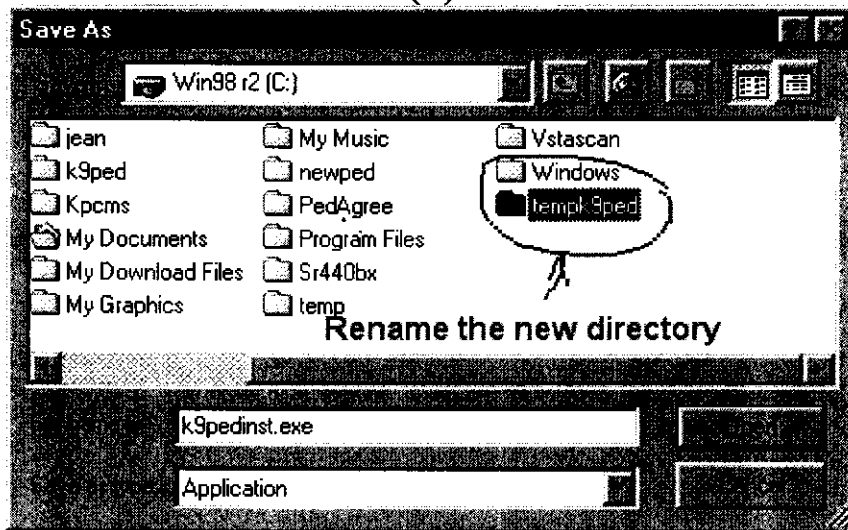 Save As
Win98 r2 (C:)
jean
k9ped
Kpcms
My Documents
My Download Files
My Graphics
My Music
newped
PedAgree
Program Files
Sr440bx
temp
Vstascan
Windows
tempk9ped
Rename the new directory
k9pedinst.exe
Application